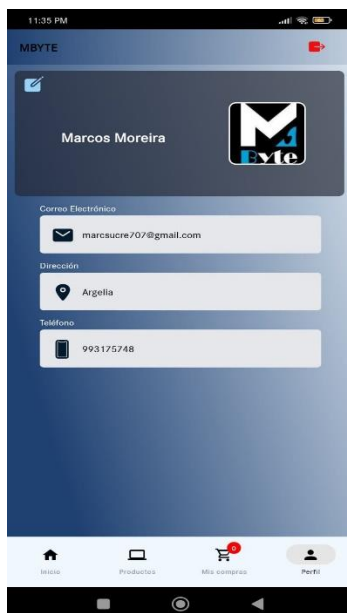 11:35 PM
MBYTE
Marcos Moreira
M
Byte
Correo Electrónico
marcsucre707@gmail.com
Dirección
Argelia
Teléfono
993175748
0
Inicio
Productos
Mis compras
Perfil